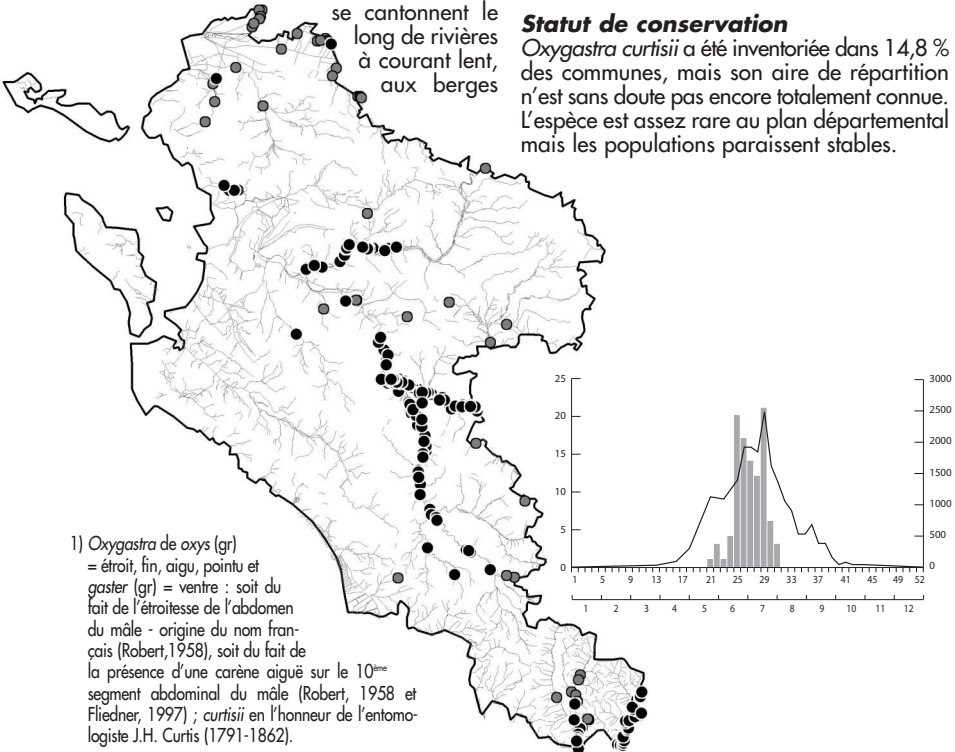 se cantonnent le
long de rivières
à courant lent,
aux berges
Statut de conservation
Oxygastra curtisii a été inventoriée dans 14,8 %
des communes, mais son aire de répartition
n'est sans doute pas encore totalement connue.
L'espèce est assez rare au plan départemental
mais les populations paraissent stables.
1) Oxygastra de oxys (gr)
= étroit, fin, aigu, pointu et
gaster (gr) = ventre : soit du
fait de l'étroitesse de l'abdomen
du mâle - origine du nom fran-
çais (Robert,1958), soit du fait de
la présence d'une carène aiguë sur le 10ème
segment abdominal du mâle (Robert, 1958 et
Fliedner, 1997) ; curtisii en l'honneur de l'entomo-
logiste J.H. Curtis (1791-1862).
25 3000
2500
20
2000
15
1500
10
1000
5
500
0 0
1 5 9 13 17 21 25 29 33 37 41 45 49 52
1 2 3 4 5 6 7 8 9 10 11 12